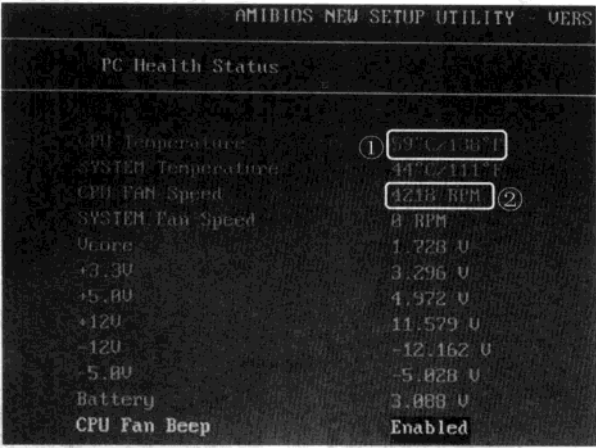 AMIBIOS NEW SETUP UTILITY - VERS
PC Health Status
CPU Temperature ① 59°C/138°F
SYSTEM Temperature 44°C/111°F
CPU FAN Speed 4218 RPM ②
SYSTEM Fan Speed 0 RPM
Vcore 1.728 V
+3.3V 3.296 V
+5.0V 4.972 V
+12V 11.579 V
-12V -12.162 V
-5.0V -5.028 V
Battery 3.088 V
CPU Fan Beep Enabled